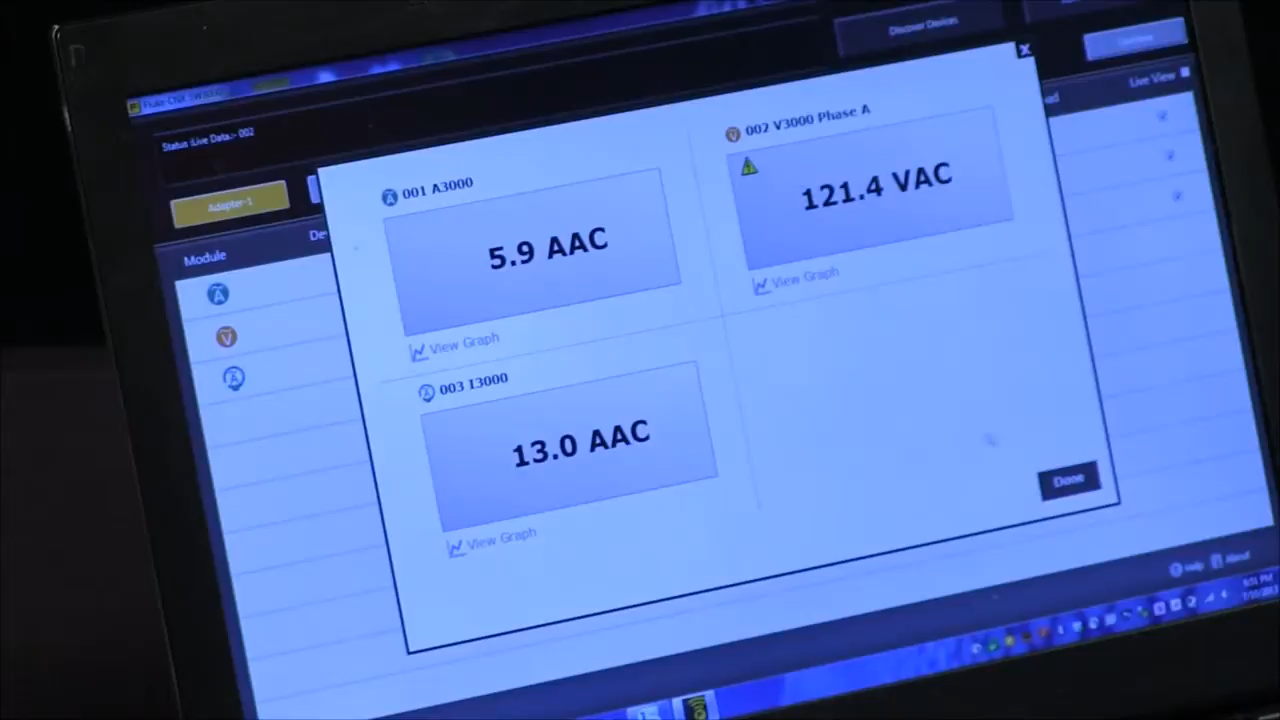 Discover Devices
Status :Live Data:- 002
Live View
Adapter-1
Module
001 A3000
5.9 AAC
View Graph
002 V3000 Phase A
121.4 VAC
View Graph
003 I3000
13.0 AAC
View Graph
Done
Help
About